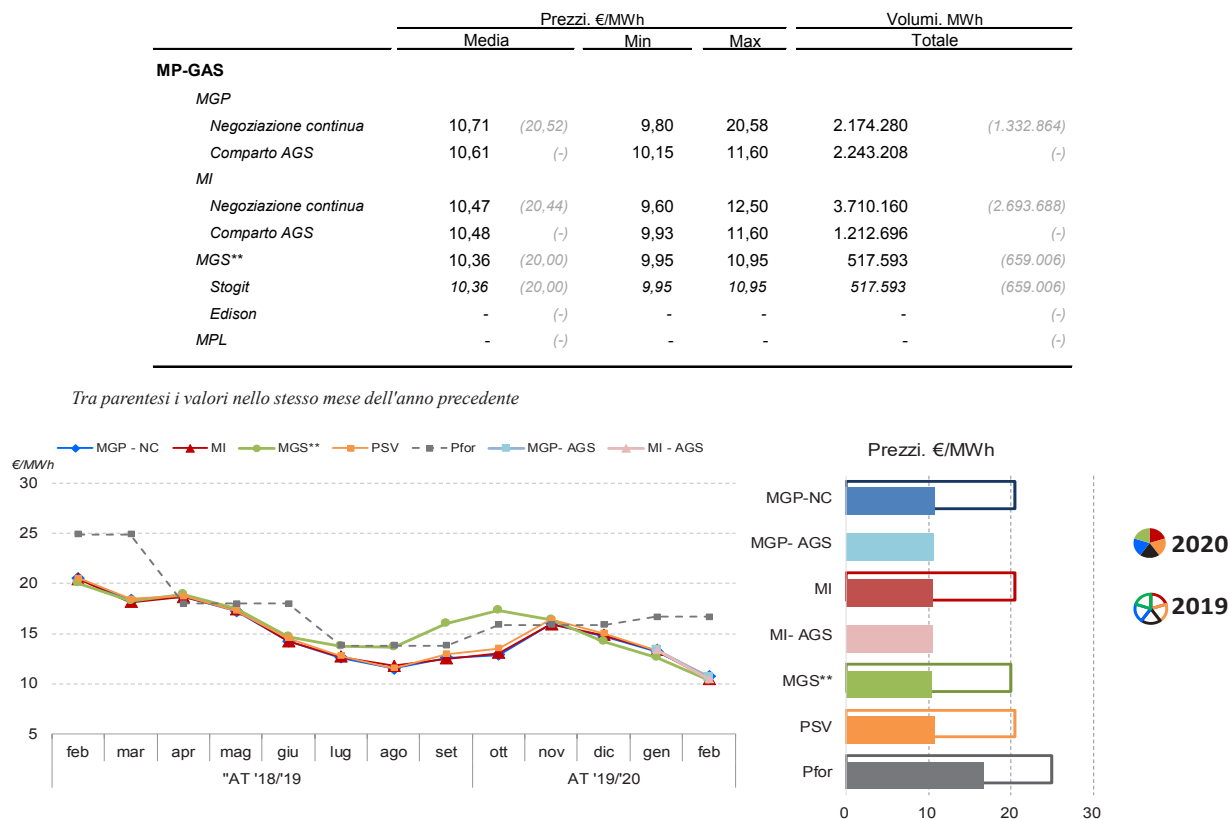 Prezzi. €/MWh Volumi. MWh
Media Min Max Totale
MP-GAS
MGP
Negoziazione continua 10,71 (20,52) 9,80 20,58 2.174.280 (1.332.864)
Comparto AGS 10,61 (-) 10,15 11,60 2.243.208 (-)
MI
Negoziazione continua 10,47 (20,44) 9,60 12,50 3.710.160 (2.693.688)
Comparto AGS 10,48 (-) 9,93 11,60 1.212.696 (-)
MGS** 10,36 (20,00) 9,95 10,95 517.593 (659.006)
Stogit 10,36 (20,00) 9,95 10,95 517.593 (659.006)
Edison - (-) - - - (-)
MPL - (-) - - - (-)
Tra parentesi i valori nello stesso mese dell'anno precedente
MGP - NC MI MGS** PSV Pfor MGP- AGS MI - AGS
€/MWh
30
25
20
15
10
5
feb mar apr mag giu lug ago set ott nov dic gen feb
"AT '18/'19 AT '19/'20
Prezzi. €/MWh
MGP-NC
MGP- AGS
MI
MI- AGS
MGS**
PSV
Pfor
0 10 20 30
2020
2019